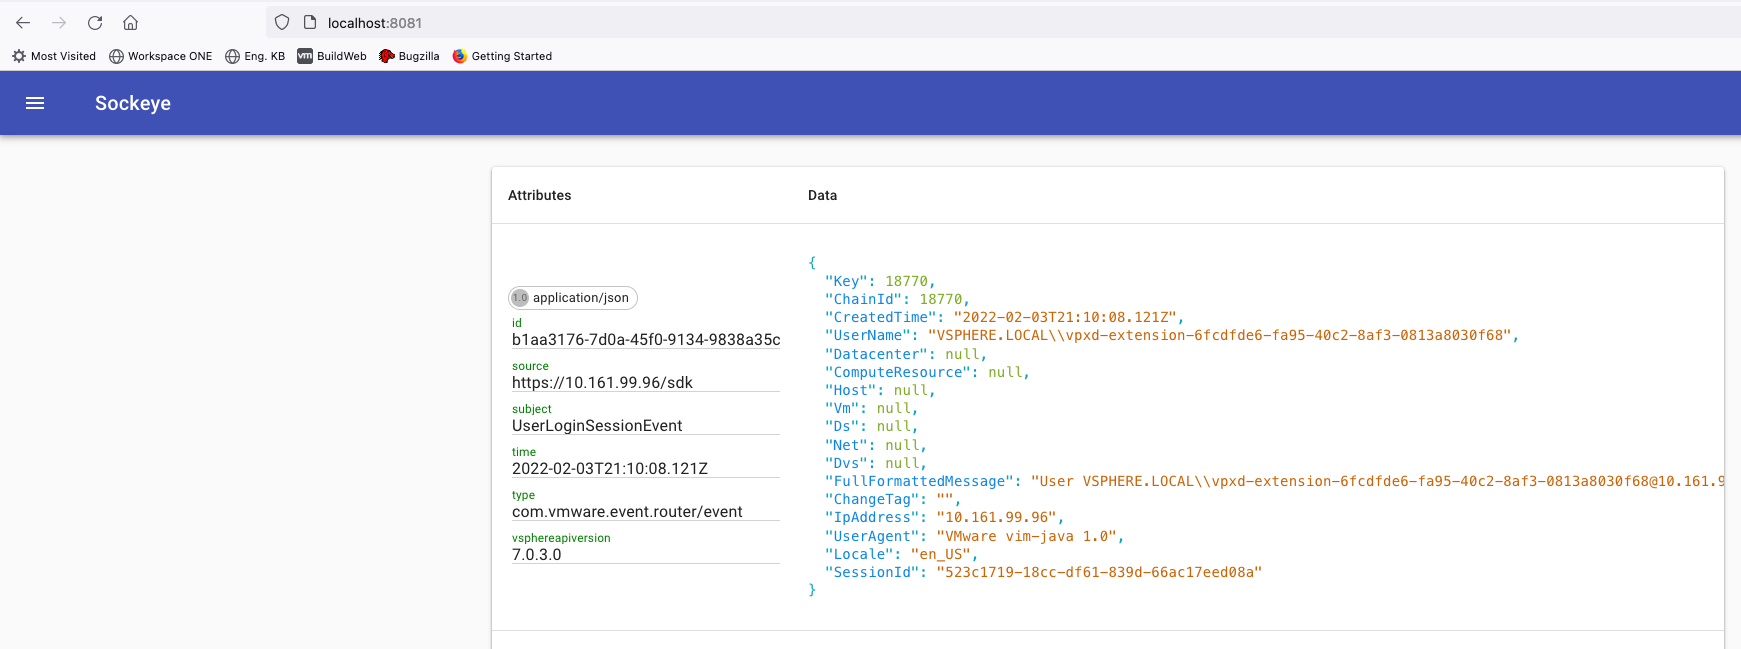 localhost:8081
Most Visited Workspace ONE Eng. KB vm BuildWeb Bugzilla Getting Started
Sockeye
Attributes Data
1.0 application/json
id
b1aa3176-7d0a-45f0-9134-9838a35c
source
https://10.161.99.96/sdk
subject
UserLoginSessionEvent
time
2022-02-03T21:10:08.121Z
type
com.vmware.event.router/event
vsphereapiversion
7.0.3.0
{
"Key": 18770,
"ChainId": 18770,
"CreatedTime": "2022-02-03T21:10:08.121Z",
"UserName": "VSPHERE.LOCAL\\vpxd-extension-6fcdfde6-fa95-40c2-8af3-0813a8030f68",
"Datacenter": null,
"ComputeResource": null,
"Host": null,
"Vm": null,
"Ds": null,
"Net": null,
"Dvs": null,
"FullFormattedMessage": "User VSPHERE.LOCAL\\vpxd-extension-6fcdfde6-fa95-40c2-8af3-0813a8030f68@10.161.9
"ChangeTag": "",
"IpAddress": "10.161.99.96",
"UserAgent": "VMware vim-java 1.0",
"Locale": "en_US",
"SessionId": "523c1719-18cc-df61-839d-66ac17eed08a"
}